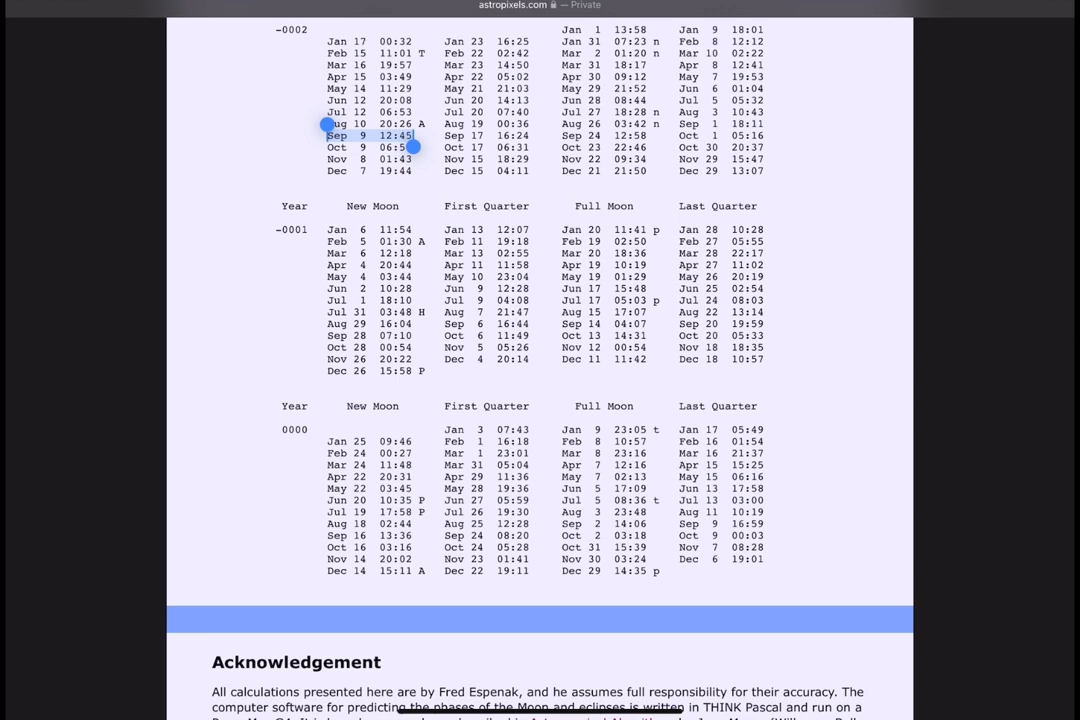 astropixels.com — Private
-0002 Jan 1 13:58 Jan 9 18:01
Jan 17 00:32 Jan 23 16:25 Jan 31 07:23 n Feb 8 12:12
Feb 15 11:01 T Feb 22 02:42 Mar 2 01:20 n Mar 10 02:22
Mar 16 19:57 Mar 23 14:50 Mar 31 18:17 Apr 8 12:41
Apr 15 03:49 Apr 22 05:02 Apr 30 09:12 May 7 19:53
May 14 11:29 May 21 21:03 May 29 21:52 Jun 6 01:04
Jun 12 20:08 Jun 20 14:13 Jun 28 08:44 Jul 5 05:32
Jul 12 06:53 Jul 20 07:40 Jul 27 18:28 n Aug 3 10:43
Aug 10 20:26 A Aug 19 00:36 Aug 26 03:42 n Sep 1 18:11
Sep 9 12:45 Sep 17 16:24 Sep 24 12:58 Oct 1 05:16
Oct 9 Oct 17 06:31 Oct 23 22:46 Oct 30 20:37
Nov 8 01:43 Nov 15 18:29 Nov 22 09:34 Nov 29 15:47
Dec 7 19:44 Dec 15 04:11 Dec 21 21:50 Dec 29 13:07
Year New Moon First Quarter Full Moon Last Quarter
-0001 Jan 6 11:54 Jan 13 12:07 Jan 20 11:41 p Jan 28 10:28
Feb 5 01:30 A Feb 11 19:18 Feb 19 02:50 Feb 27 05:55
Mar 6 12:18 Mar 13 02:55 Mar 20 18:36 Mar 28 22:17
Apr 4 20:44 Apr 11 11:58 Apr 19 10:19 Apr 27 11:02
May 4 03:44 May 10 23:04 May 19 01:29 May 26 20:19
Jun 2 10:28 Jun 9 12:28 Jun 17 15:48 Jun 25 02:54
Jul 1 18:10 Jul 9 04:08 Jul 17 05:03 p Jul 24 08:03
Jul 31 03:48 H Aug 7 21:47 Aug 15 17:07 Aug 22 13:14
Aug 29 16:04 Sep 6 16:44 Sep 14 04:07 Sep 20 19:59
Sep 28 07:10 Oct 6 11:49 Oct 13 14:31 Oct 20 05:33
Oct 28 00:54 Nov 5 05:26 Nov 12 00:54 Nov 18 18:35
Nov 26 20:22 Dec 4 20:14 Dec 11 11:42 Dec 18 10:57
Dec 26 15:58 P
Year New Moon First Quarter Full Moon Last Quarter
0000 Jan 3 07:43 Jan 9 23:05 t Jan 17 05:49
Jan 25 09:46 Feb 1 16:18 Feb 8 10:57 Feb 16 01:54
Feb 24 00:27 Mar 1 23:01 Mar 8 23:16 Mar 16 21:37
Mar 24 11:48 Mar 31 05:04 Apr 7 12:16 Apr 15 15:25
Apr 22 20:31 Apr 29 11:36 May 7 02:13 May 15 06:16
May 22 03:45 May 28 19:36 Jun 5 17:09 Jun 13 17:58
Jun 20 10:35 P Jun 27 05:59 Jul 5 08:36 t Jul 13 03:00
Jul 19 17:58 P Jul 26 19:30 Aug 3 23:48 Aug 11 10:19
Aug 18 02:44 Aug 25 12:28 Sep 2 14:06 Sep 9 16:59
Sep 16 13:36 Sep 24 08:20 Oct 2 03:18 Oct 9 00:03
Oct 16 03:16 Oct 24 05:28 Oct 31 15:39 Nov 7 08:28
Nov 14 20:02 Nov 23 01:41 Nov 30 03:24 Dec 6 19:01
Dec 14 15:11 A Dec 22 19:11 Dec 29 14:35 p
Acknowledgement
All calculations presented here are by Fred Espenak, and he assumes full responsibility for their accuracy. The
computer software for predicting the phases of the Moon and eclipses is written in THINK Pascal and run on a